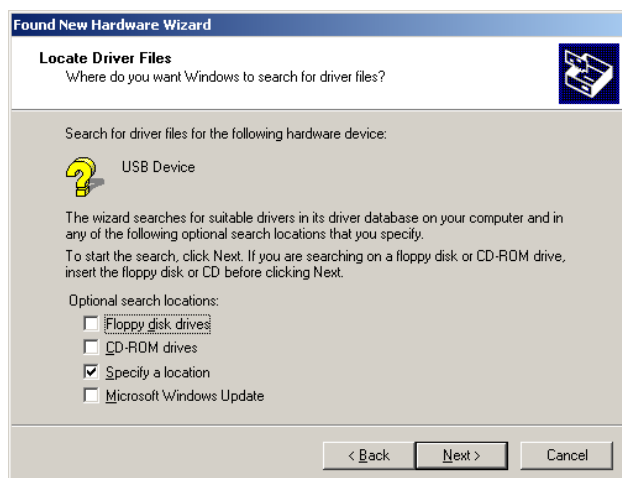 Found New Hardware Wizard
Locate Driver Files
Where do you want Windows to search for driver files?
Search for driver files for the following hardware device:
USB Device
The wizard searches for suitable drivers in its driver database on your computer and in
any of the following optional search locations that you specify.
To start the search, click Next. If you are searching on a floppy disk or CD-ROM drive,
insert the floppy disk or CD before clicking Next.
Optional search locations:
Floppy disk drives
CD-ROM drives
Specify a location
Microsoft Windows Update
< Back Next > Cancel